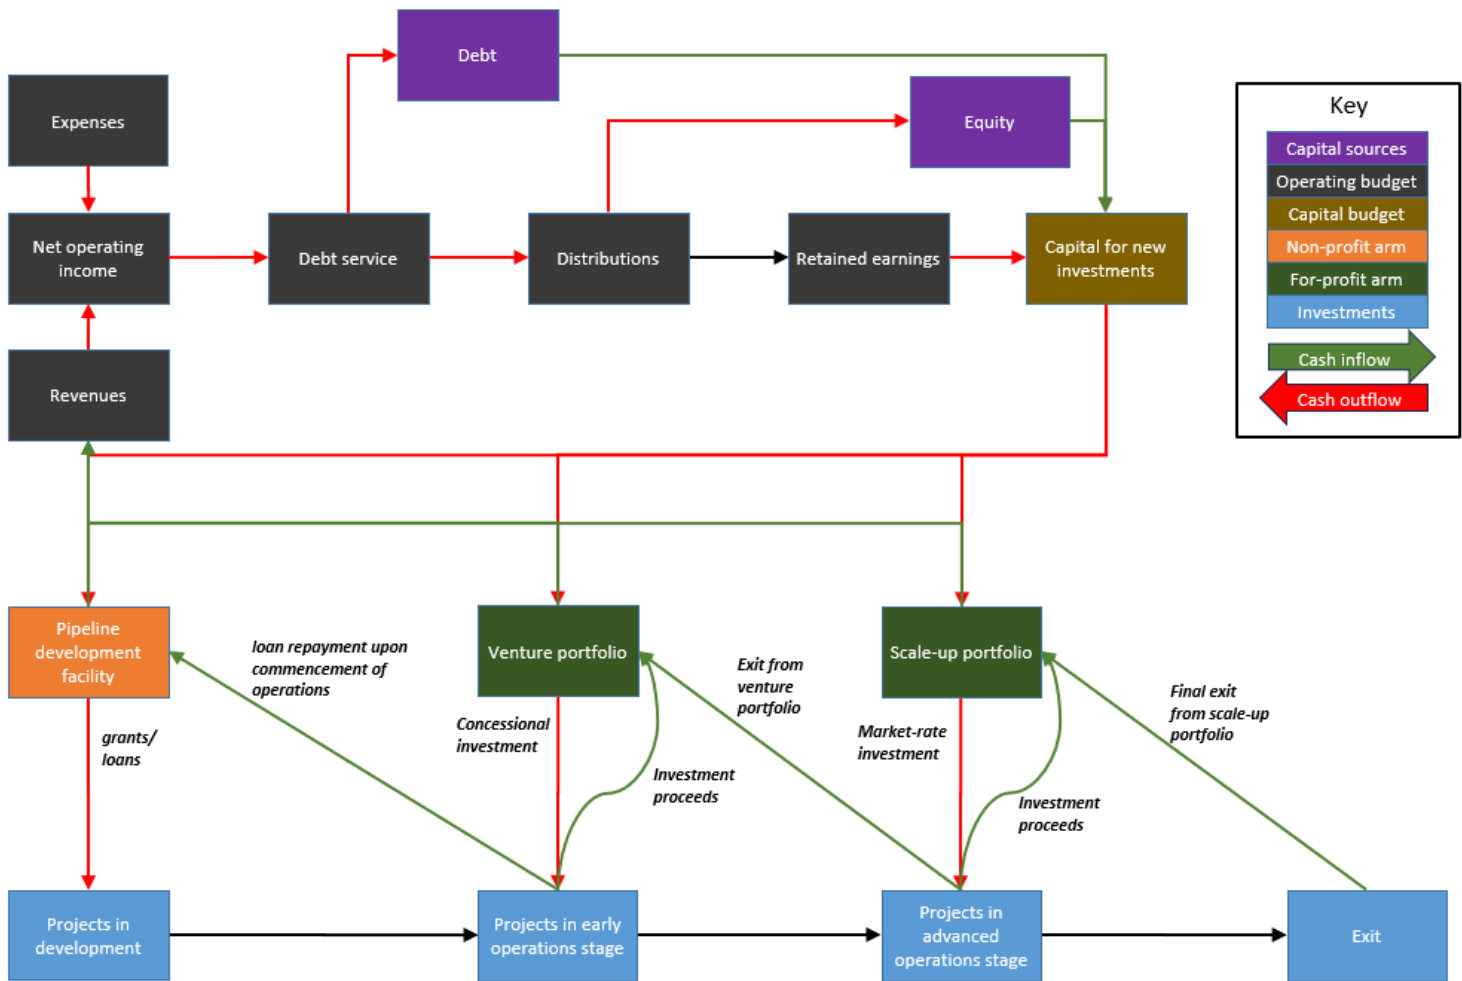 Debt
Expenses
Equity
Key
Capital sources
Operating budget
Capital budget
Non-profit arm
For-profit arm
Investments
Cash inflow
Cash outflow
Net operating
income
Debt service
Distributions
Retained earnings
Capital for new
investments
Revenues
Pipeline
development
facility
loan repayment upon
commencement of
operations
Venture portfolio
Exit from
venture
portfolio
Scale-up portfolio
Final exit
from scale-up
portfolio
grants/
loans
Concessional
investment
Investment
proceeds
Market-rate
investment
Investment
proceeds
Projects in
development
Projects in early
operations stage
Projects in
advanced
operations stage
Exit